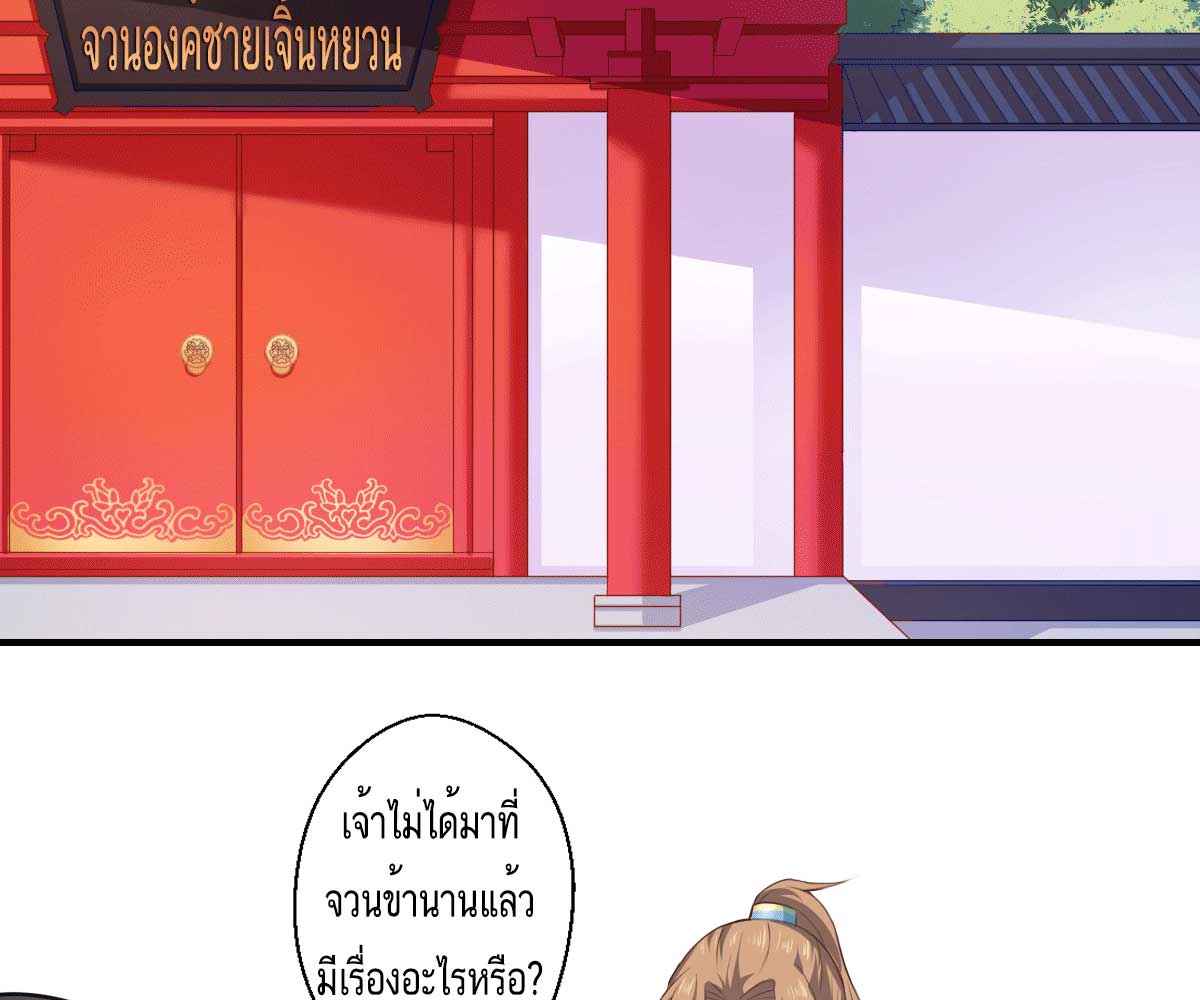 จวนองค์ชายเจิ้นหยวน
เจ้าไม่ได้มาที่
จวนข้านานแล้ว
มีเรื่องอะไรหรือ?